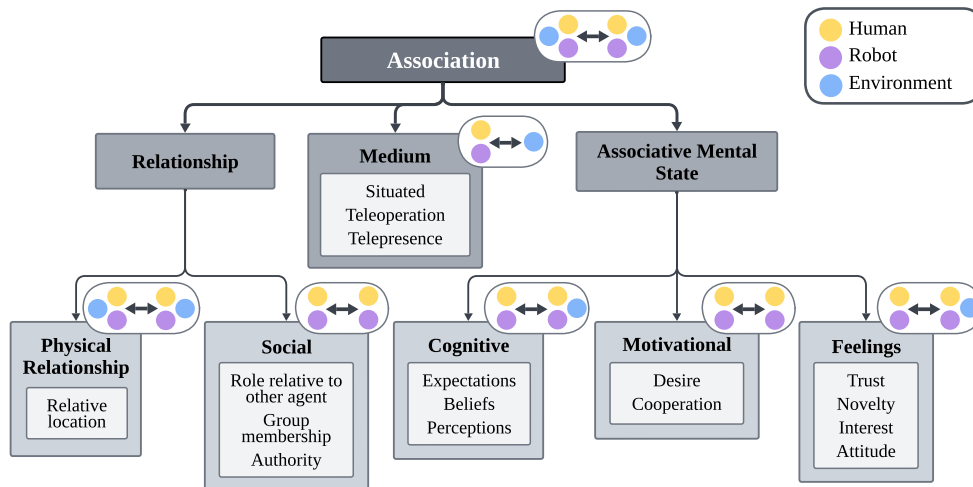 Association
Human
Robot
Environment
Relationship
Medium
Situated
Teleoperation
Telepresence
Associative Mental
State
Physical
Relationship
Relative
location
Social
Role relative to
other agent
Group
membership
Authority
Cognitive
Expectations
Beliefs
Perceptions
Motivational
Desire
Cooperation
Feelings
Trust
Novelty
Interest
Attitude